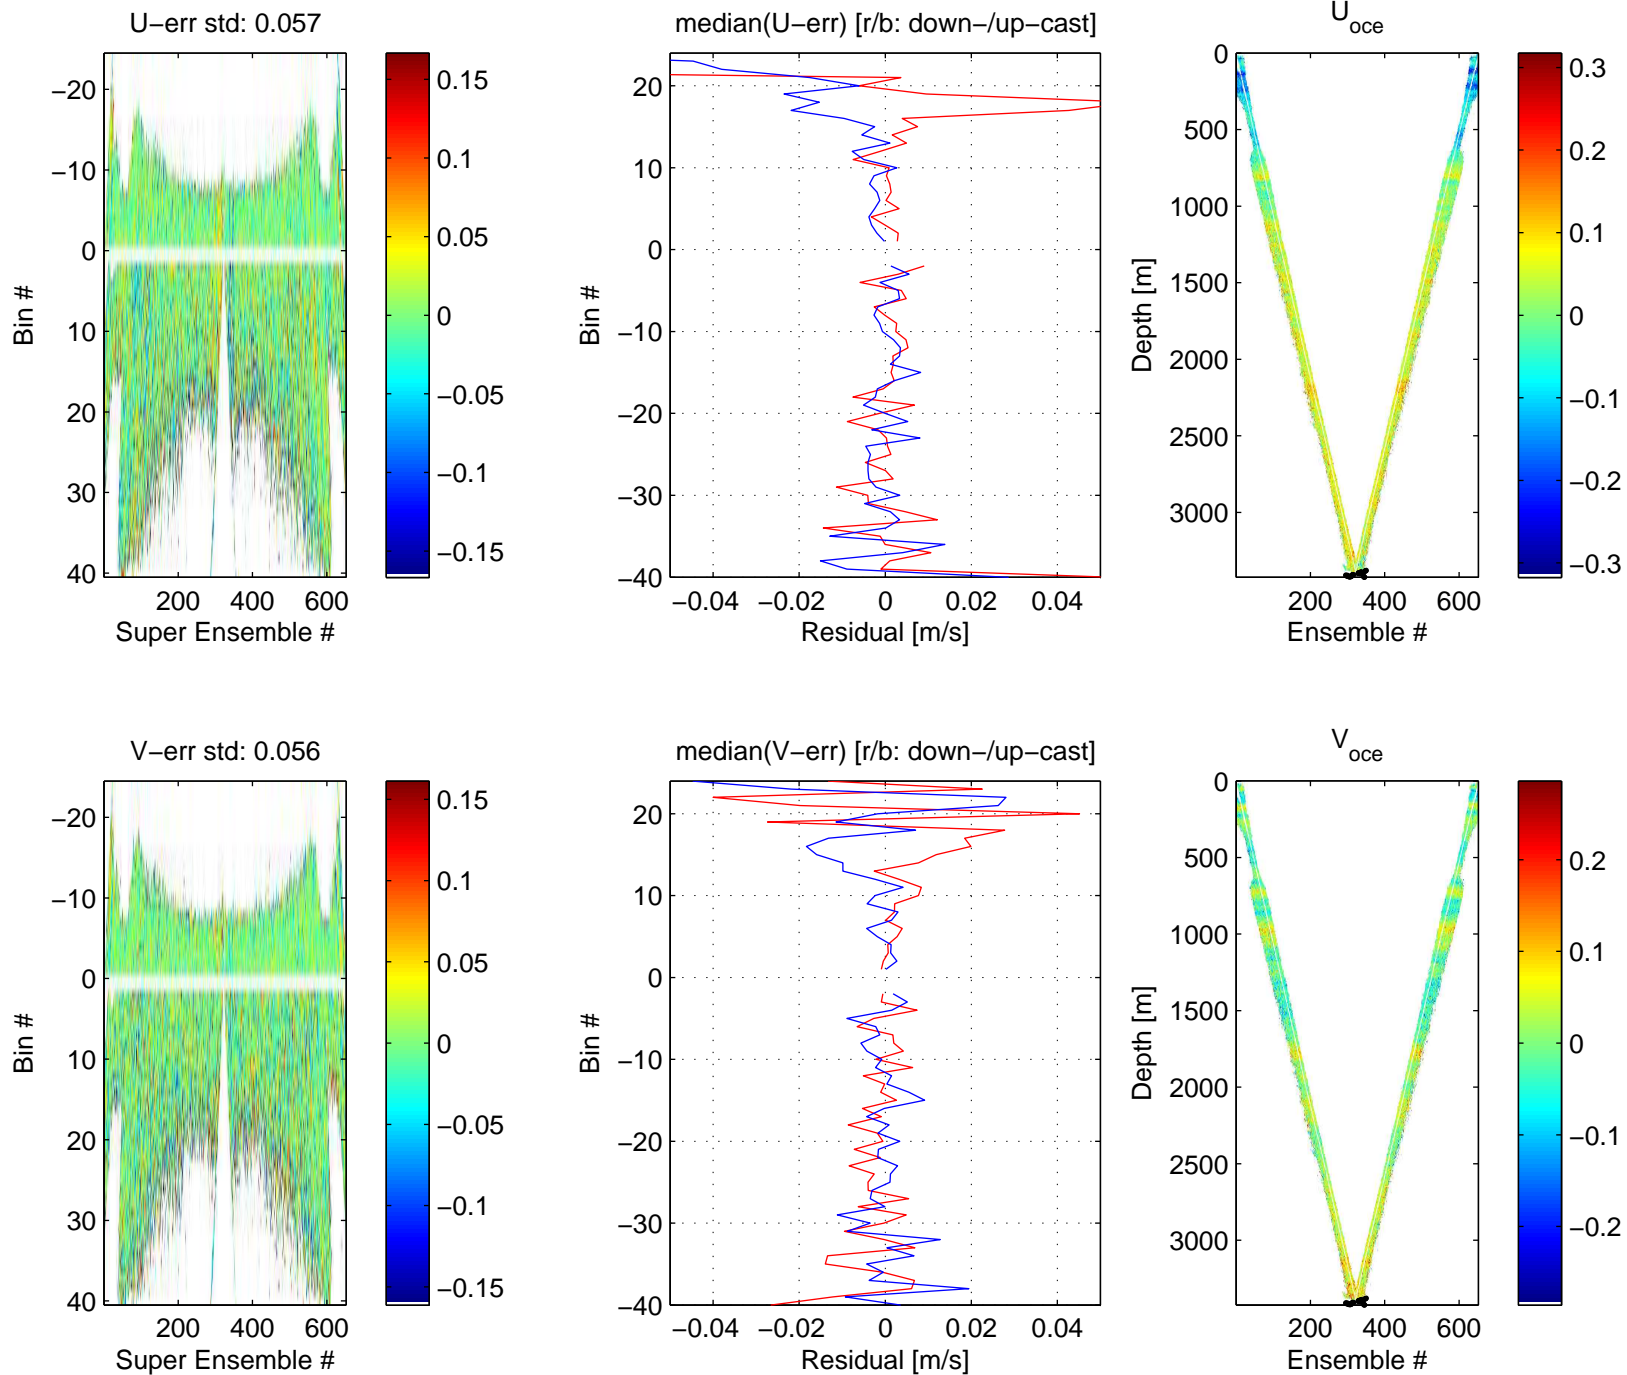 U−err std: 0.057
−20
−10
0
10
20
30
40
Bin #
200 400 600
Super Ensemble #
0.15
0.1
0.05
0
−0.05
−0.1
−0.15
median(U−err) [r/b: down−/up−cast]
20
10
0
−10
−20
−30
−40
Bin #
−0.04 −0.02 0 0.02 0.04
Residual [m/s]
U_oce
0
500
1000
1500
2000
2500
3000
Depth [m]
200 400 600
Ensemble #
0.3
0.2
0.1
0
−0.1
−0.2
−0.3
V−err std: 0.056
−20
−10
0
10
20
30
40
Bin #
200 400 600
Super Ensemble #
0.15
0.1
0.05
0
−0.05
−0.1
−0.15
median(V−err) [r/b: down−/up−cast]
20
10
0
−10
−20
−30
−40
Bin #
−0.04 −0.02 0 0.02 0.04
Residual [m/s]
V_oce
0
500
1000
1500
2000
2500
3000
Depth [m]
200 400 600
Ensemble #
0.2
0.1
0
−0.1
−0.2